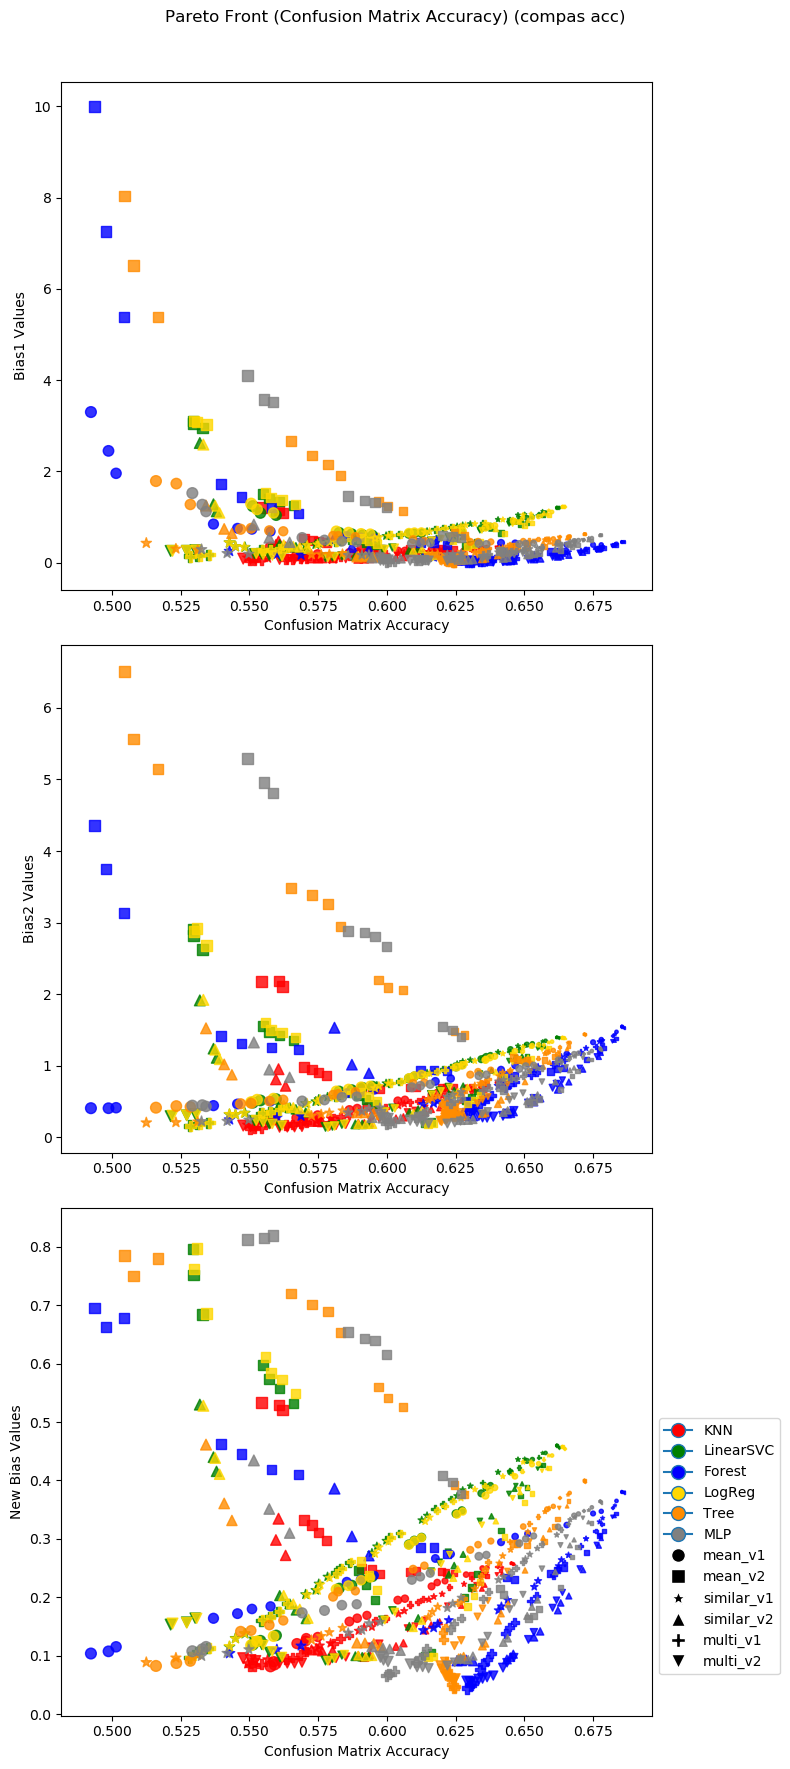 Pareto Front (Confusion Matrix Accuracy) (compas acc)
10
8
6
4
2
0
Bias1 Values
0.500 0.525 0.550 0.575 0.600 0.625 0.650 0.675
Confusion Matrix Accuracy
6
5
4
3
2
1
0
Bias2 Values
0.500 0.525 0.550 0.575 0.600 0.625 0.650 0.675
Confusion Matrix Accuracy
0.8
0.7
0.6
0.5
0.4
0.3
0.2
0.1
0.0
New Bias Values
0.500 0.525 0.550 0.575 0.600 0.625 0.650 0.675
Confusion Matrix Accuracy
KNN
LinearSVC
Forest
LogReg
Tree
MLP
mean_v1
mean_v2
similar_v1
similar_v2
multi_v1
multi_v2